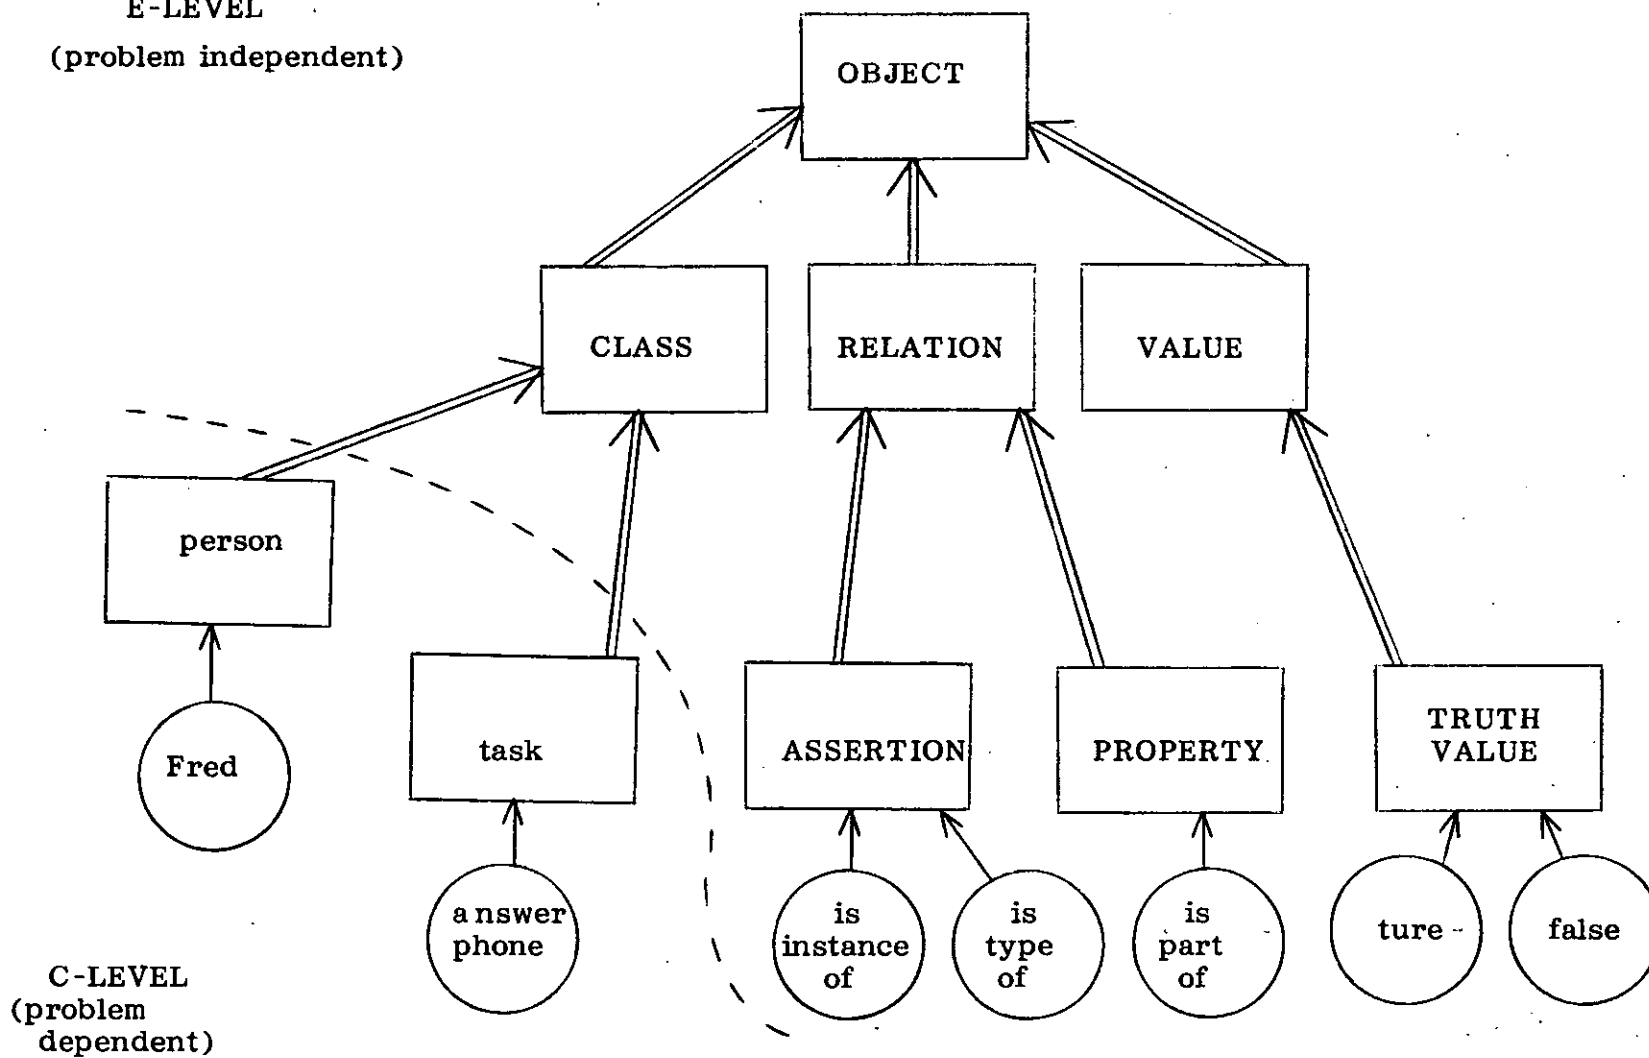 E-LEVEL
(problem independent)
OBJECT
CLASS
RELATION
VALUE
person
task
ASSERTION
PROPERTY
TRUTH
VALUE
Fred
answer
phone
is
instance
of
is
type
of
is
part
of
ture
false
C-LEVEL
(problem
dependent)